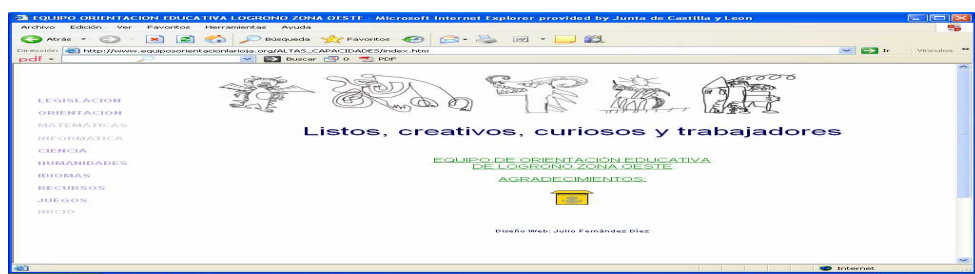 EQUIPO ORIENTACION EDUCATIVA LOGROÑO ZONA OESTE - Microsoft Internet Explorer provided by Junta de Castilla y Leon
Archivo Edición Ver Favoritos Herramientas Ayuda
Atrás Búsqueda Favoritos
Dirección http://www.equiposorientacionlarioja.org/ALTAS_CAPACIDADES/index.htm Ir Vínculos
pdf Buscar 0 PDF
LEGISLACION
ORIENTACION
MATEMATICAS
INFORMÁTICA
CIENCIA
HUMANIDADES
IDIOMAS
RECURSOS
JUEGOS
INICIO
Listos, creativos, curiosos y trabajadores
EQUIPO DE ORIENTACIÓN EDUCATIVA
DE LOGROÑO ZONA OESTE
AGRADECIMIENTOS:
Diseño Web: Julio Fernández Díez
Internet